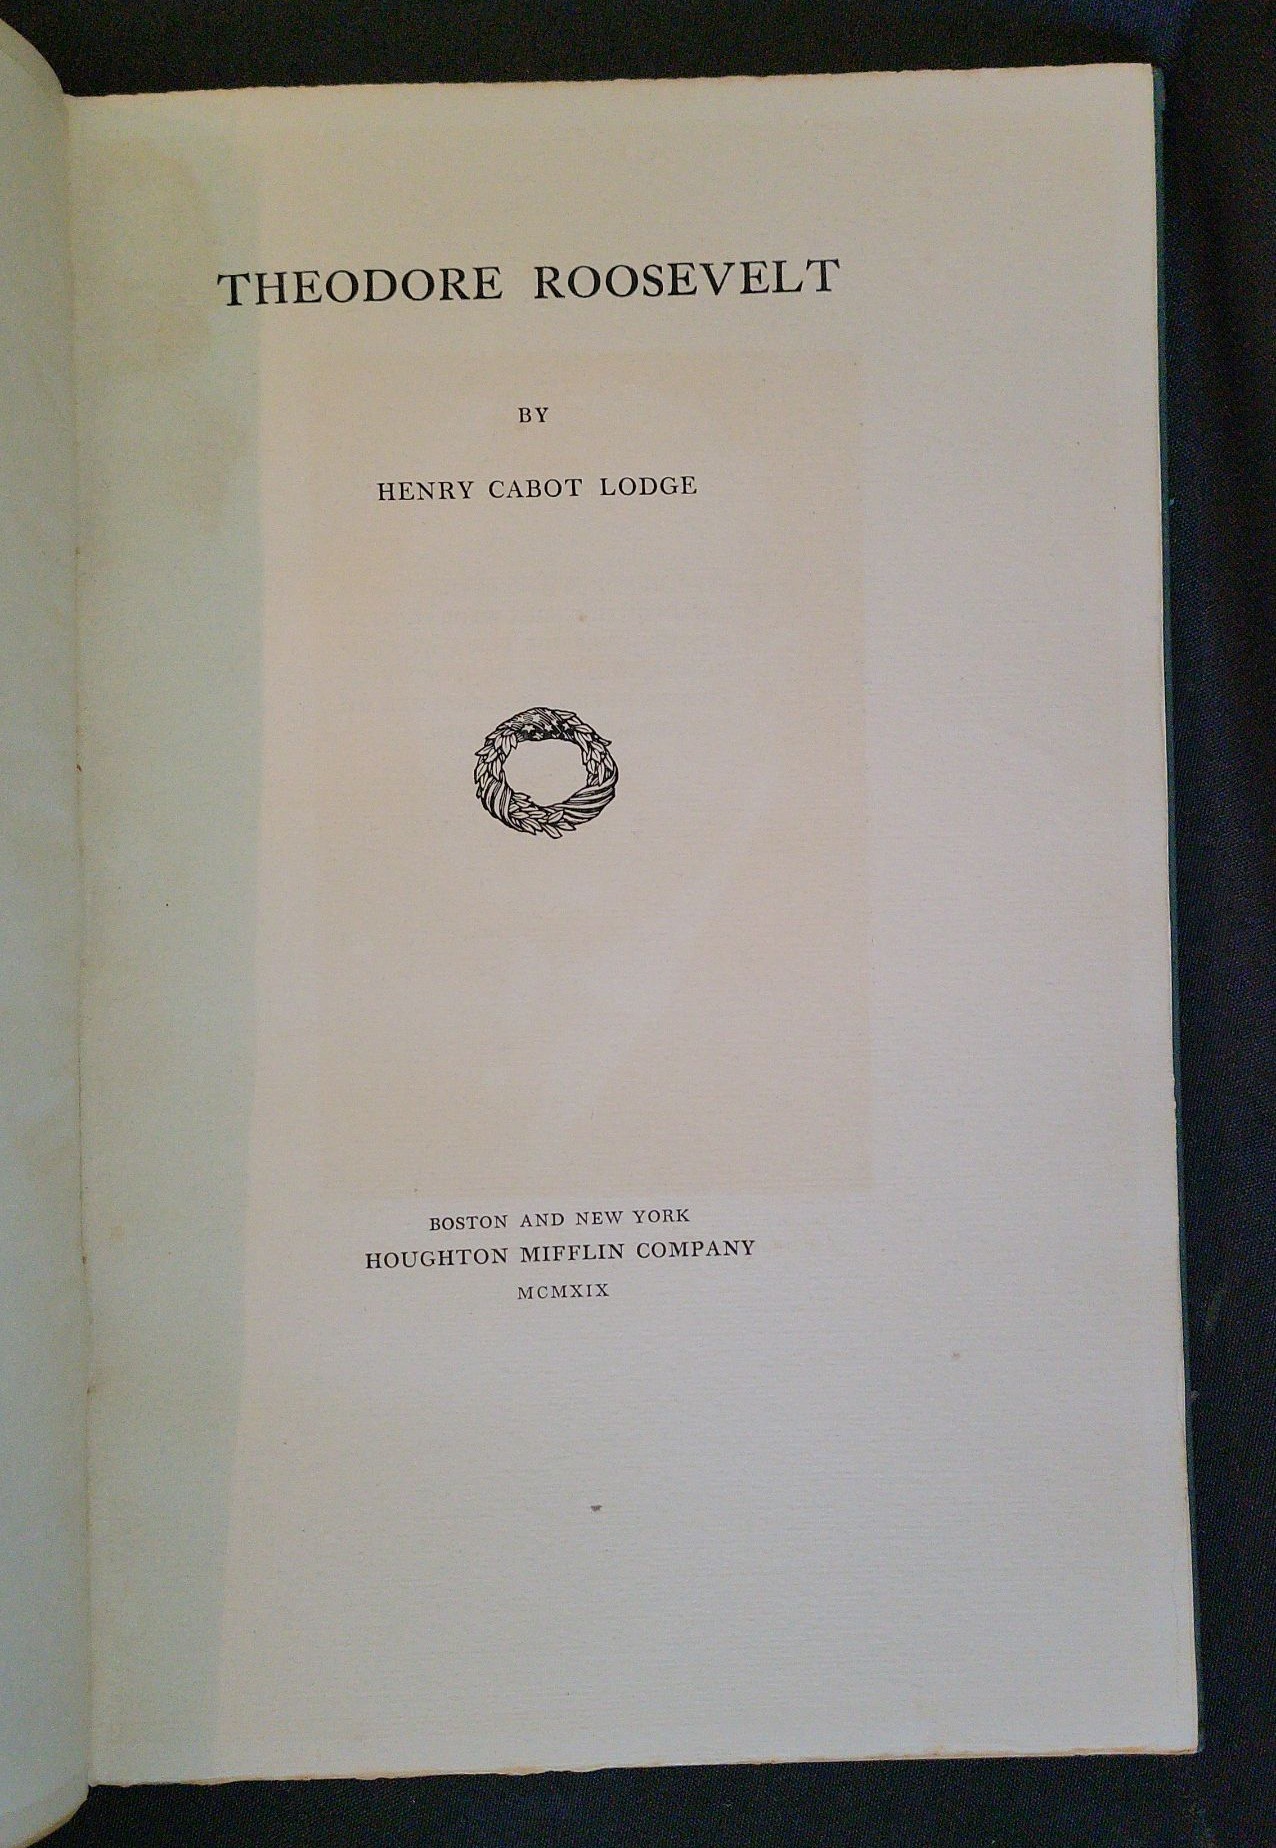 THEODORE ROOSEVELT
BY
HENRY CABOT LODGE
BOSTON AND NEW YORK
HOUGHTON MIFFLIN COMPANY
MCMXIX